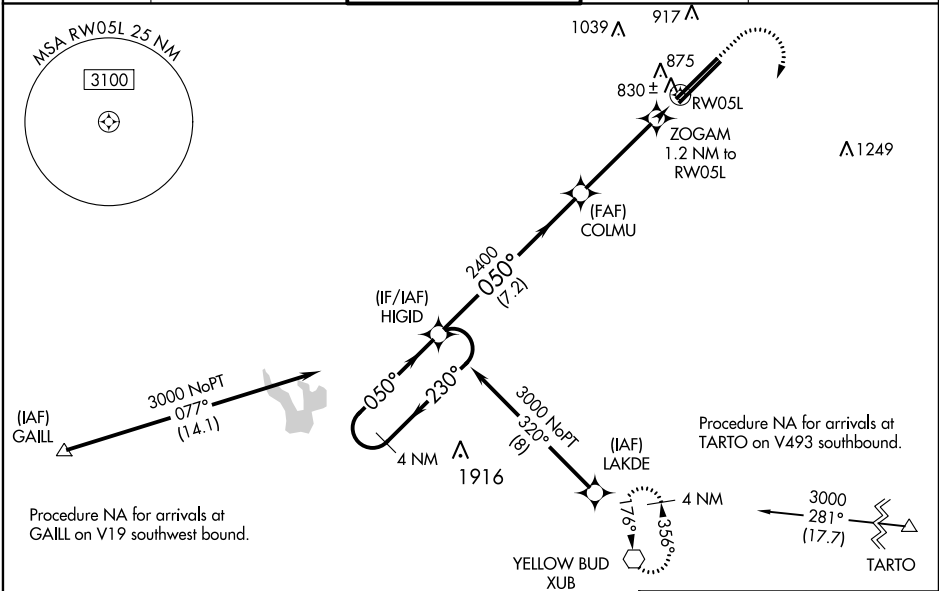 MSA RW05L 25 NM
3100
1039
917
875
830 ±
RW05L
ZOGAM
1.2 NM to
RW05L
1249
(FAF)
COLMU
2400
050°
(7.2)
(IF/IAF)
HIGID
050°
230°
4 NM
1916
3000 NoPT
077°
(14.1)
(IAF)
GAILL
3000 NoPT
320°
(8)
(IAF)
LAKDE
Procedure NA for arrivals at
TARTO on V493 southbound.
4 NM
176°
356°
YELLOW BUD
XUB
3000
281°
(17.7)
TARTO
Procedure NA for arrivals at
GAILL on V19 southwest bound.